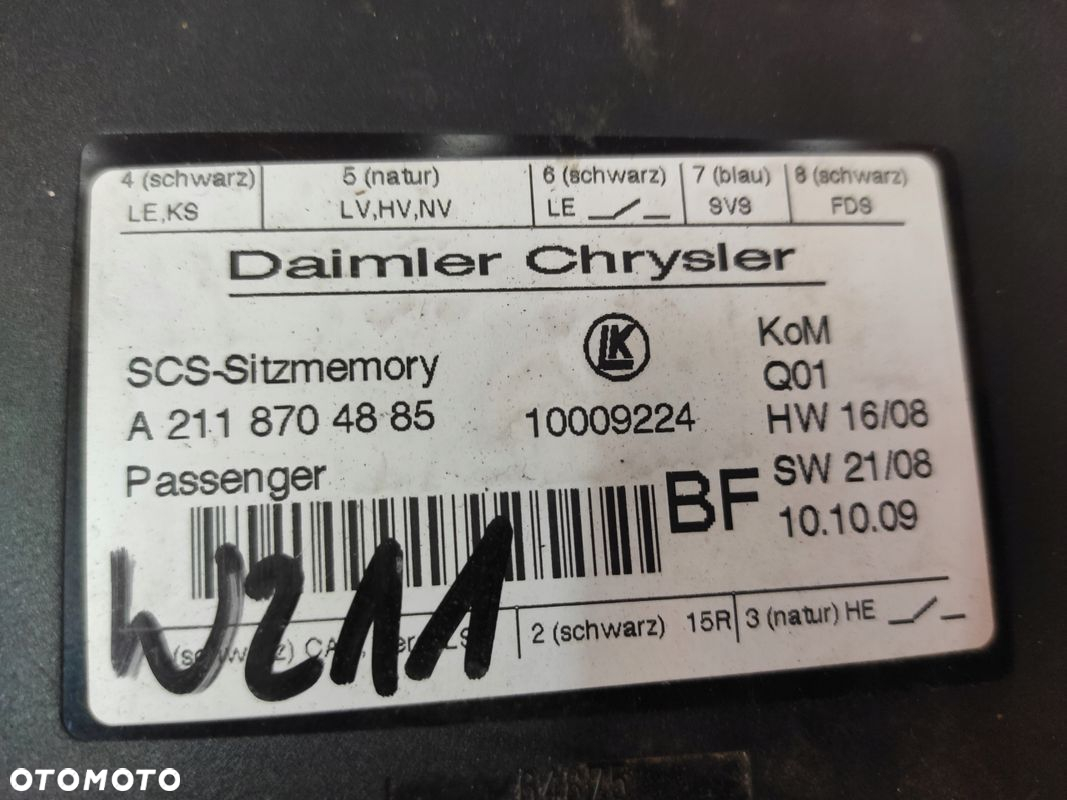 4 (schwarz) 5 (natur) 6 (schwarz) 7 (blau) 8 (schwarz)
LE,KS LV,HV,NV LE SVS FDS
Daimler Chrysler
LK KoM
SCS-Sitzmemory Q01
A 211 870 48 85 10009224 HW 16/08
Passenger BF SW 21/08
10.10.09
W211
2 (schwarz) 15R 3 (natur) HE
OTOMOTO